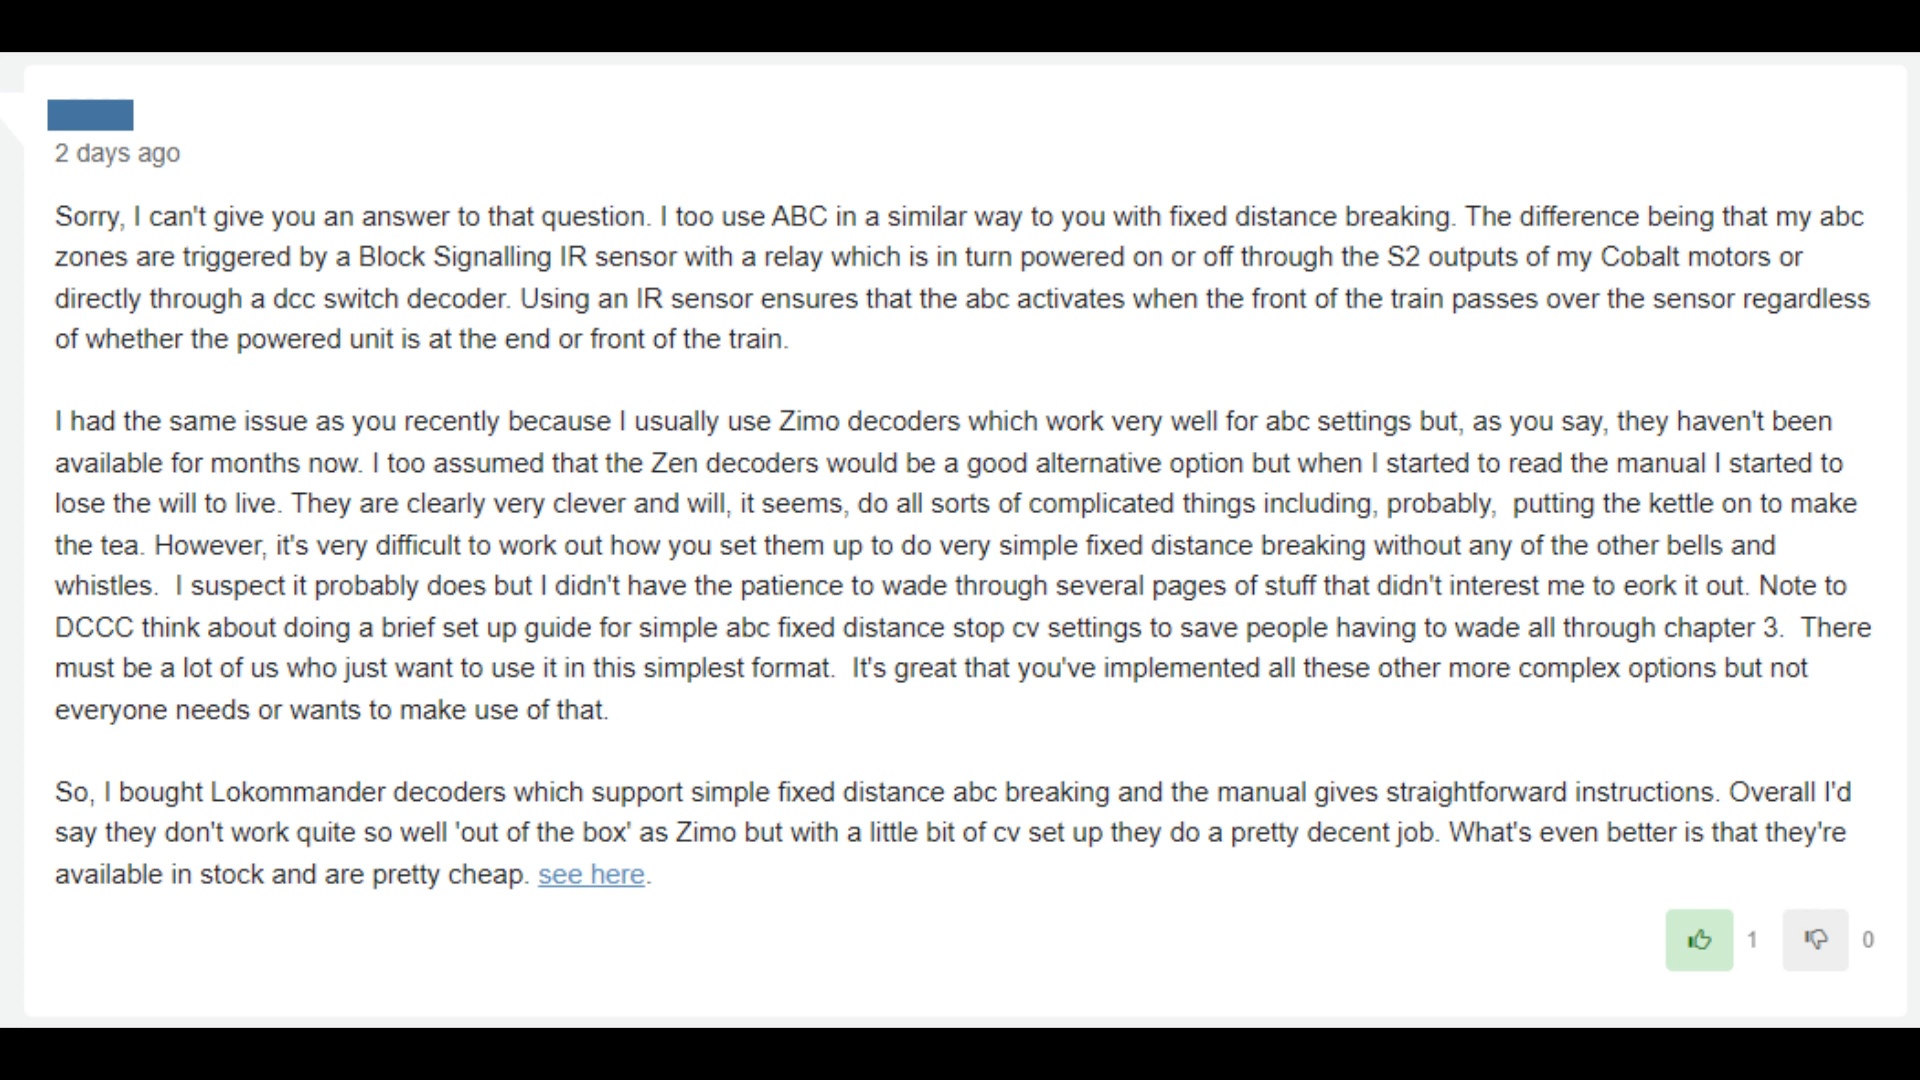 2 days ago
Sorry, I can't give you an answer to that question. I too use ABC in a similar way to you with fixed distance breaking. The difference being that my abc
zones are triggered by a Block Signalling IR sensor with a relay which is in turn powered on or off through the S2 outputs of my Cobalt motors or
directly through a dcc switch decoder. Using an IR sensor ensures that the abc activates when the front of the train passes over the sensor regardless
of whether the powered unit is at the end or front of the train.
I had the same issue as you recently because I usually use Zimo decoders which work very well for abc settings but, as you say, they haven't been
available for months now. I too assumed that the Zen decoders would be a good alternative option but when I started to read the manual I started to
lose the will to live. They are clearly very clever and will, it seems, do all sorts of complicated things including, probably,  putting the kettle on to make
the tea. However, it's very difficult to work out how you set them up to do very simple fixed distance breaking without any of the other bells and
whistles.  I suspect it probably does but I didn't have the patience to wade through several pages of stuff that didn't interest me to eork it out. Note to
DCCC think about doing a brief set up guide for simple abc fixed distance stop cv settings to save people having to wade all through chapter 3.  There
must be a lot of us who just want to use it in this simplest format.  It's great that you've implemented all these other more complex options but not
everyone needs or wants to make use of that.
So, I bought Lokommander decoders which support simple fixed distance abc breaking and the manual gives straightforward instructions. Overall I'd
say they don't work quite so well 'out of the box' as Zimo but with a little bit of cv set up they do a pretty decent job. What's even better is that they're
available in stock and are pretty cheap. see here.
1 0